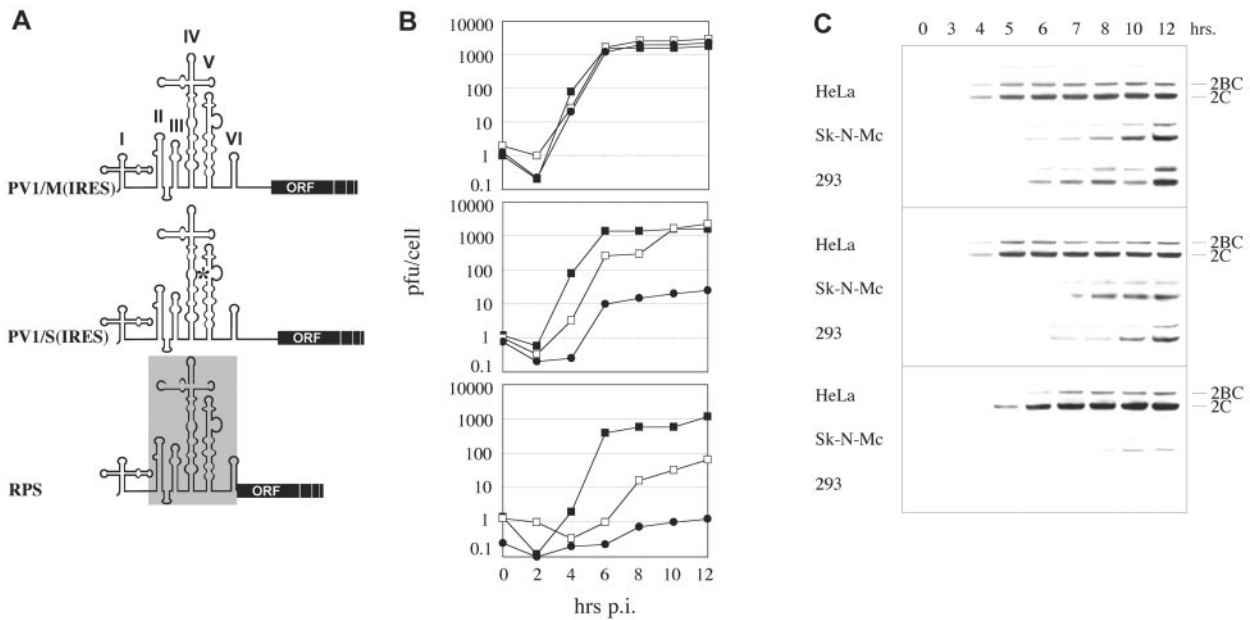 A
IV
V
II
III
I
VI
PV1/M(IRES)
ORF
PV1/S(IRES)
*
ORF
RPS
ORF
B
10000
1000
100
10
1
0.1
10000
1000
100
10
1
0.1
10000
1000
100
10
1
0.1
pfu/cell
0 2 4 6 8 10 12
hrs p.i.
C
0 3 4 5 6 7 8 10 12 hrs.
HeLa
2BC
2C
Sk-N-Mc
293
HeLa
2BC
2C
Sk-N-Mc
293
HeLa
2BC
2C
Sk-N-Mc
293